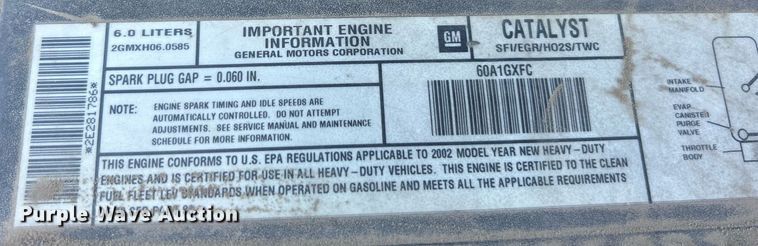 6.0 LITERS
2GMXH06.0585
IMPORTANT ENGINE
INFORMATION
GENERAL MOTORS CORPORATION
GM
CATALYST
SFI/EGR/HO2S/TWC
SPARK PLUG GAP = 0.060 IN.
60A1GXFC
NOTE: ENGINE SPARK TIMING AND IDLE SPEEDS ARE
AUTOMATICALLY CONTROLLED. DO NOT ATTEMPT
ADJUSTMENTS. SEE SERVICE MANUAL AND MAINTENANCE
SCHEDULE FOR MORE INFORMATION.
*2E281786*
INTAKE
MANIFOLD
EVAP
CANISTER
PURGE
VALVE
THROTTLE
BODY
THIS ENGINE CONFORMS TO U.S. EPA REGULATIONS APPLICABLE TO 2002 MODEL YEAR NEW HEAVY-DUTY
ENGINES AND IS CERTIFIED FOR USE IN ALL HEAVY-DUTY VEHICLES. THIS ENGINE IS CERTIFIED TO THE CLEAN
FUEL FLEET LEV STANDARDS WHEN OPERATED ON GASOLINE AND MEETS ALL THE APPLICABLE REQUIREMENTS
Purple Wave Auction